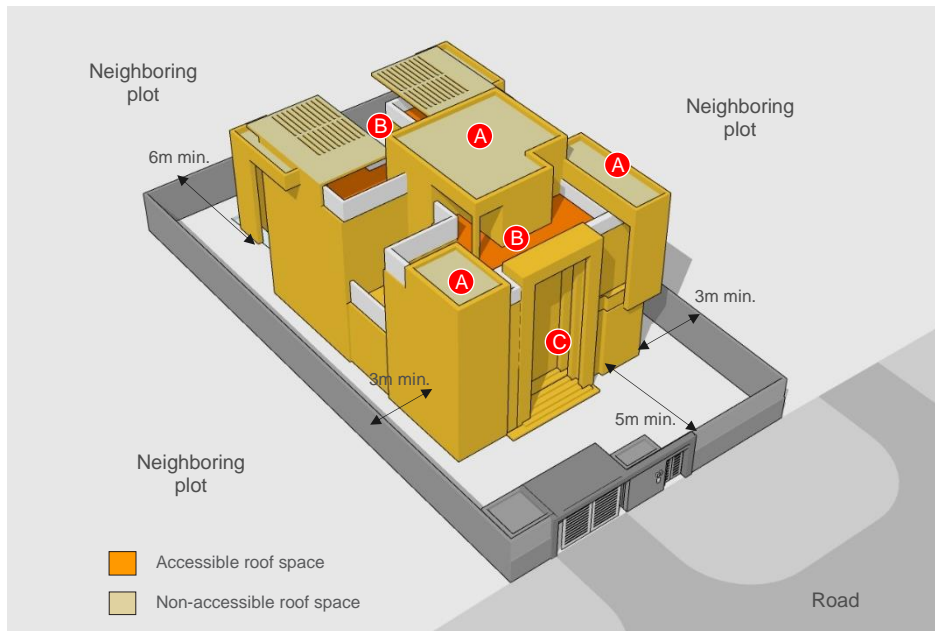 Neighboring
plot
Neighboring
plot
B
A
A
6m min.
B
A
3m min.
C
3m min.
5m min.
Neighboring
plot
Accessible roof space
Non-accessible roof space
Road